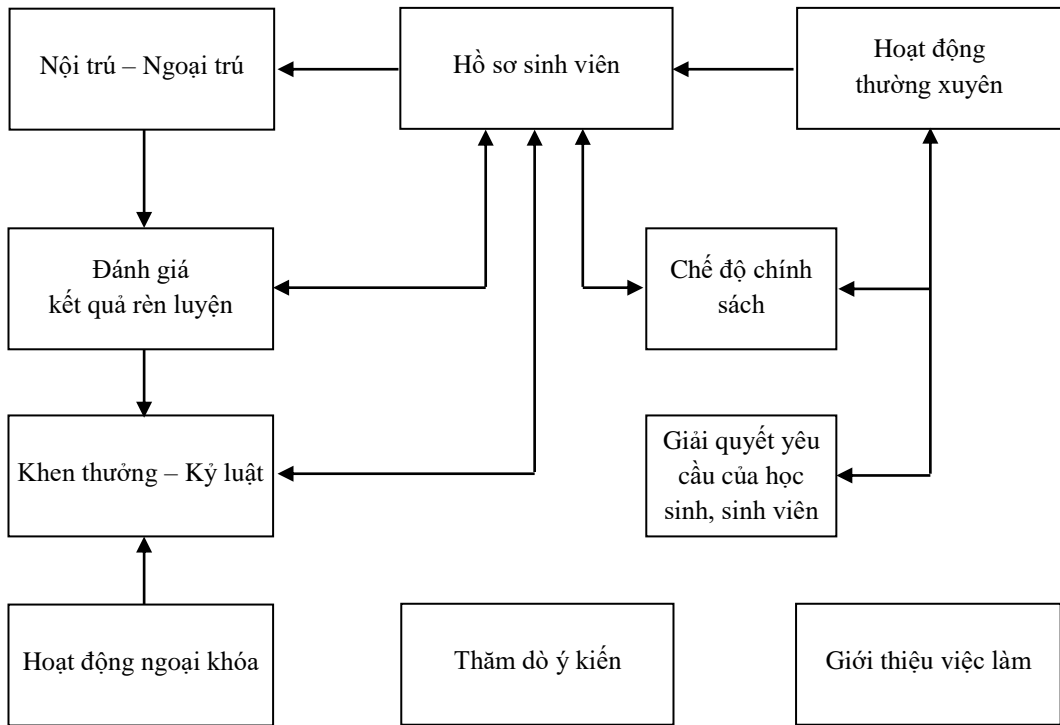 Nội trú – Ngoại trú
Hồ sơ sinh viên
Hoạt động
thường xuyên
Đánh giá
kết quả rèn luyện
Chế độ chính
sách
Khen thưởng – Kỷ luật
Giải quyết yêu
cầu của học
sinh, sinh viên
Hoạt động ngoại khóa
Thăm dò ý kiến
Giới thiệu việc làm